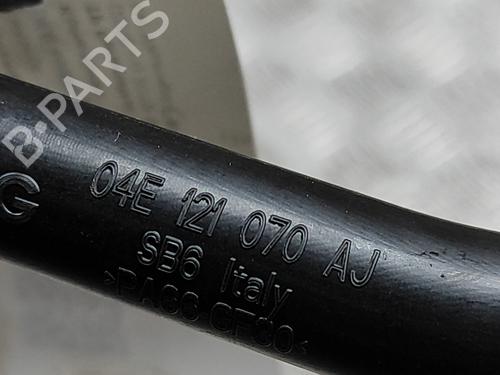 B-PARTS
G
04E 121 070 AJ
SB6 Italy
>PA66 GF30<